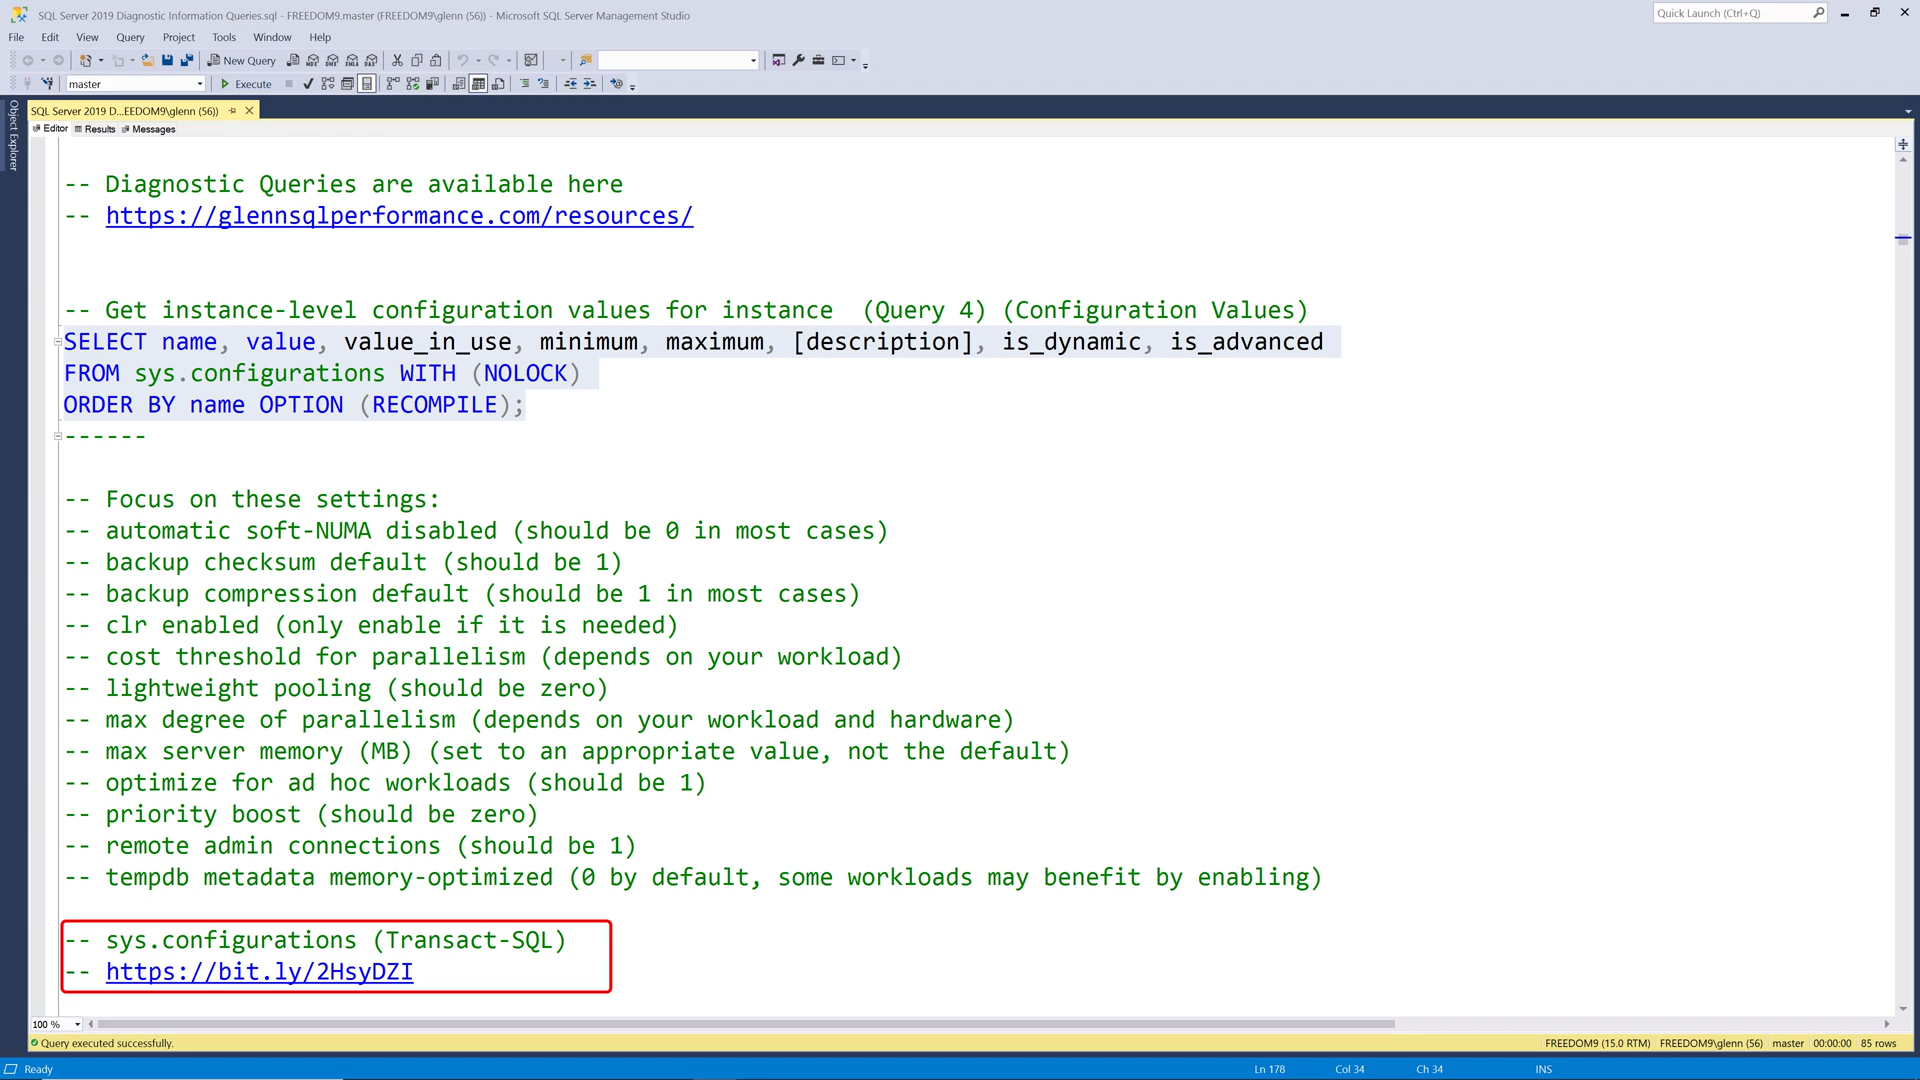 SQL Server 2019 Diagnostic Information Queries.sql - FREEDOM9.master (FREEDOM9\glenn (56)) - Microsoft SQL Server Management Studio
Quick Launch (Ctrl+Q)
File Edit View Query Project Tools Window Help
New Query
MDX DMX XMLA DAX
master
Execute
Object Explorer
SQL Server 2019 D...EEDOM9\glenn (56))
Editor Results Messages
-- Diagnostic Queries are available here
-- https://glennsqlperformance.com/resources/
-- Get instance-level configuration values for instance  (Query 4) (Configuration Values)
SELECT name, value, value_in_use, minimum, maximum, [description], is_dynamic, is_advanced
FROM sys.configurations WITH (NOLOCK)
ORDER BY name OPTION (RECOMPILE);
------
-- Focus on these settings:
-- automatic soft-NUMA disabled (should be 0 in most cases)
-- backup checksum default (should be 1)
-- backup compression default (should be 1 in most cases)
-- clr enabled (only enable if it is needed)
-- cost threshold for parallelism (depends on your workload)
-- lightweight pooling (should be zero)
-- max degree of parallelism (depends on your workload and hardware)
-- max server memory (MB) (set to an appropriate value, not the default)
-- optimize for ad hoc workloads (should be 1)
-- priority boost (should be zero)
-- remote admin connections (should be 1)
-- tempdb metadata memory-optimized (0 by default, some workloads may benefit by enabling)
-- sys.configurations (Transact-SQL)
-- https://bit.ly/2HsyDZI
100 %
Query executed successfully.
FREEDOM9 (15.0 RTM) FREEDOM9\glenn (56) master 00:00:00 85 rows
Ready
Ln 178 Col 34 Ch 34 INS